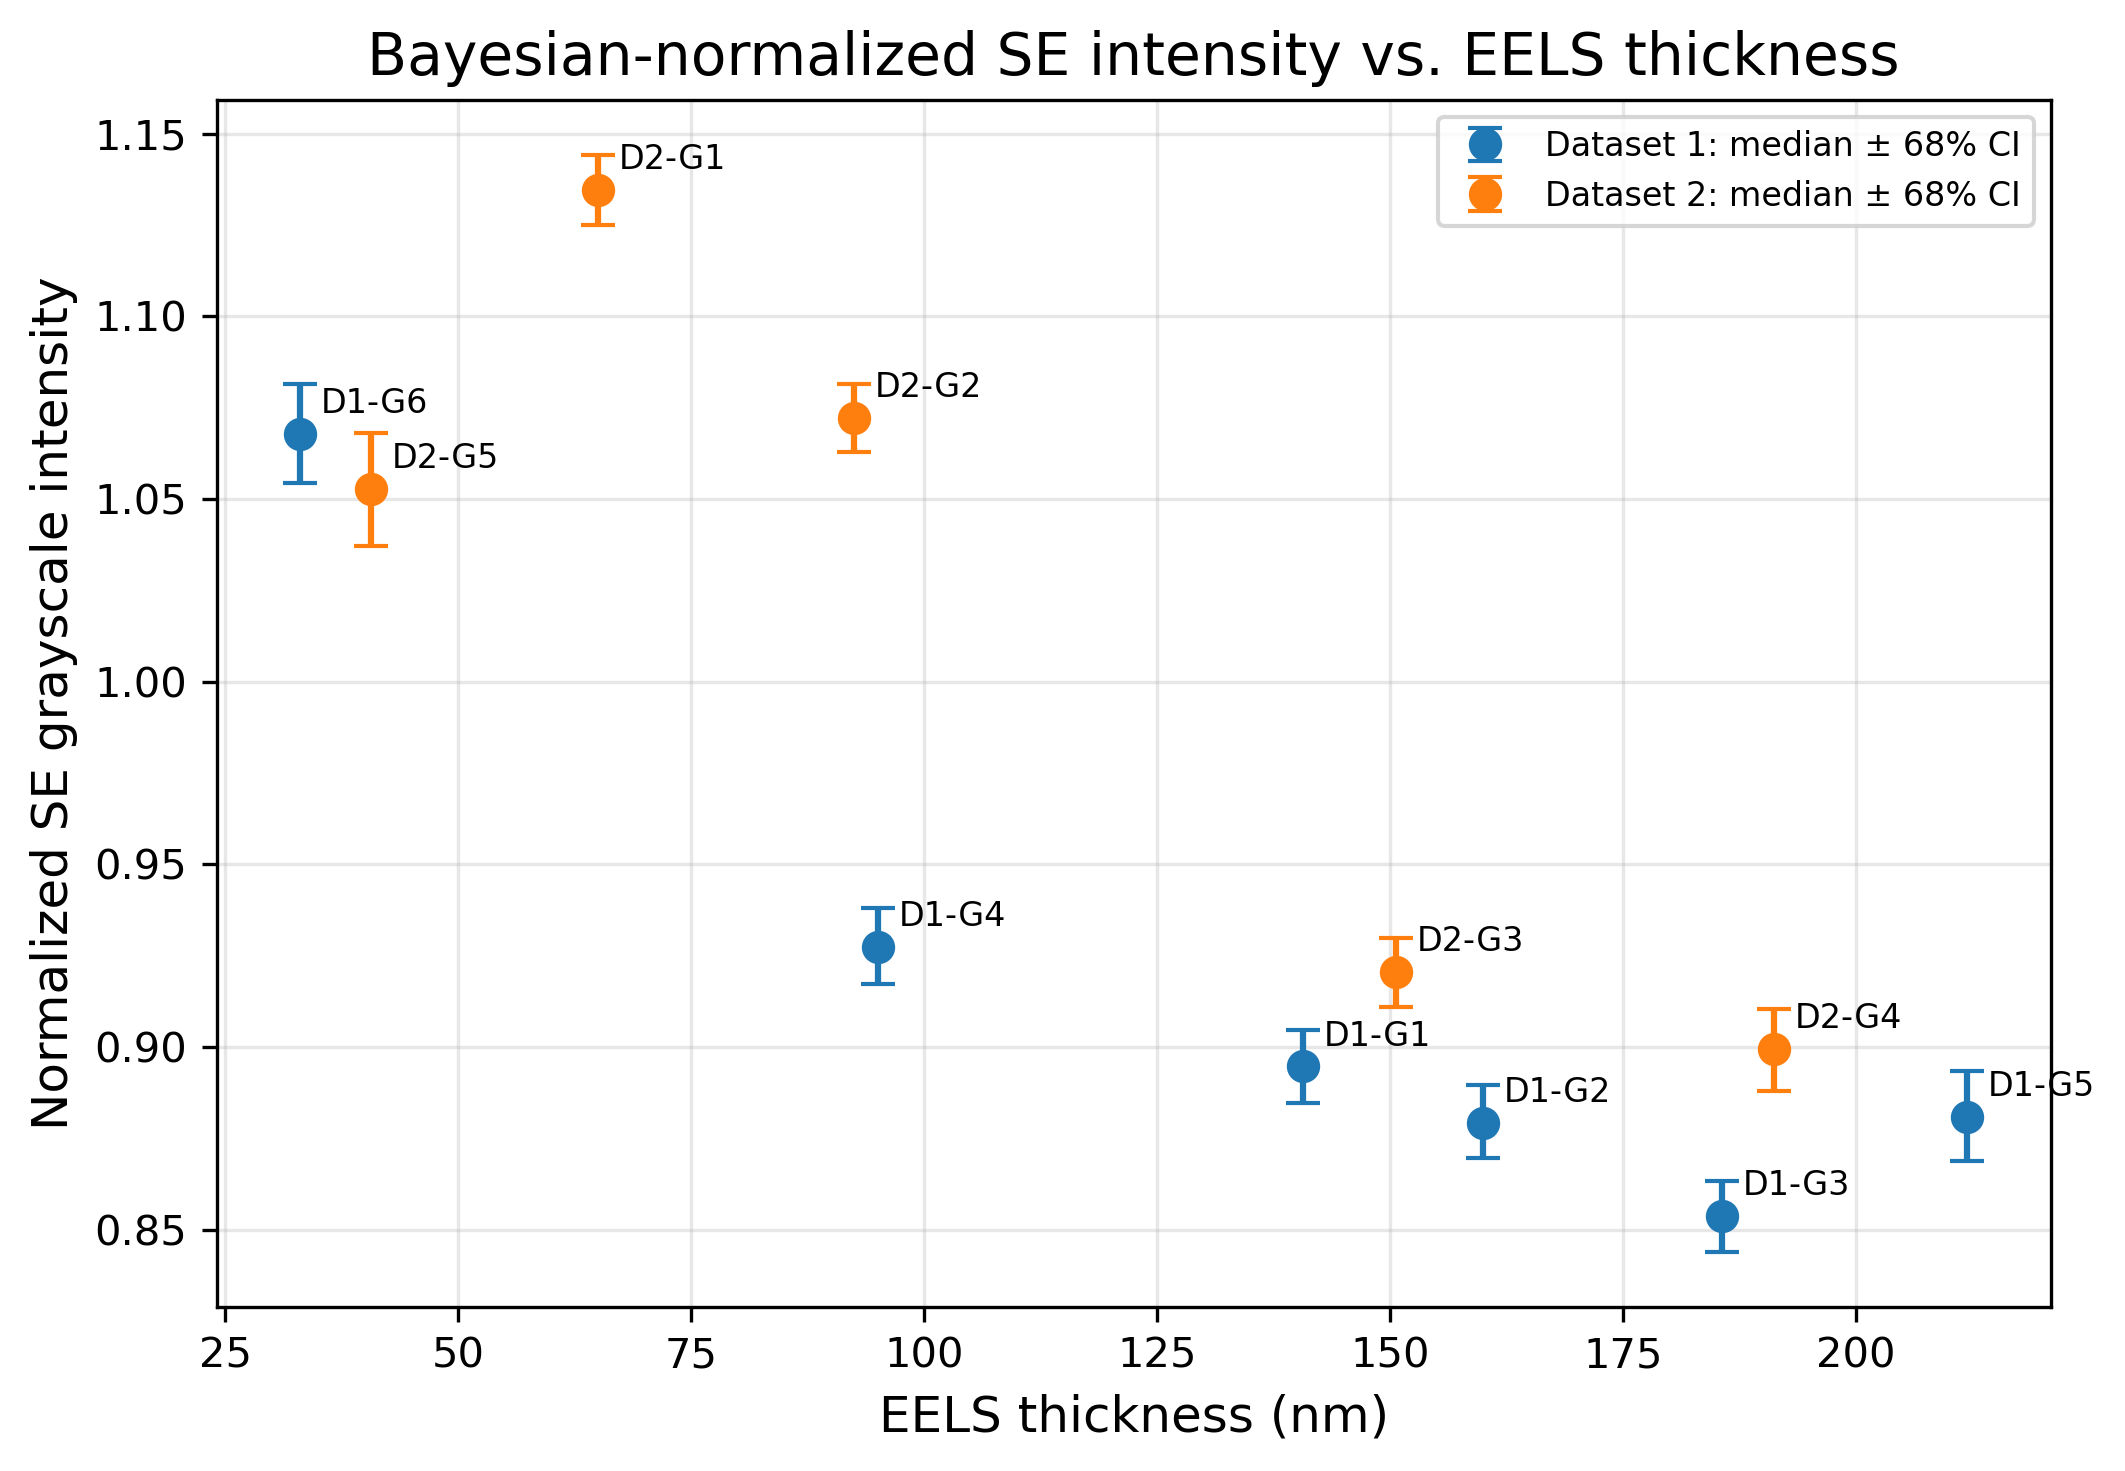 Bayesian-normalized SE intensity vs. EELS thickness
Dataset 1: median ± 68% CI
Dataset 2: median ± 68% CI
Normalized SE grayscale intensity
1.15
1.10
1.05
1.00
0.95
0.90
0.85
D2-G1
D2-G2
D1-G6
D2-G5
D1-G4
D2-G3
D2-G4
D1-G1
D1-G2
D1-G5
D1-G3
25 50 75 100 125 150 175 200
EELS thickness (nm)